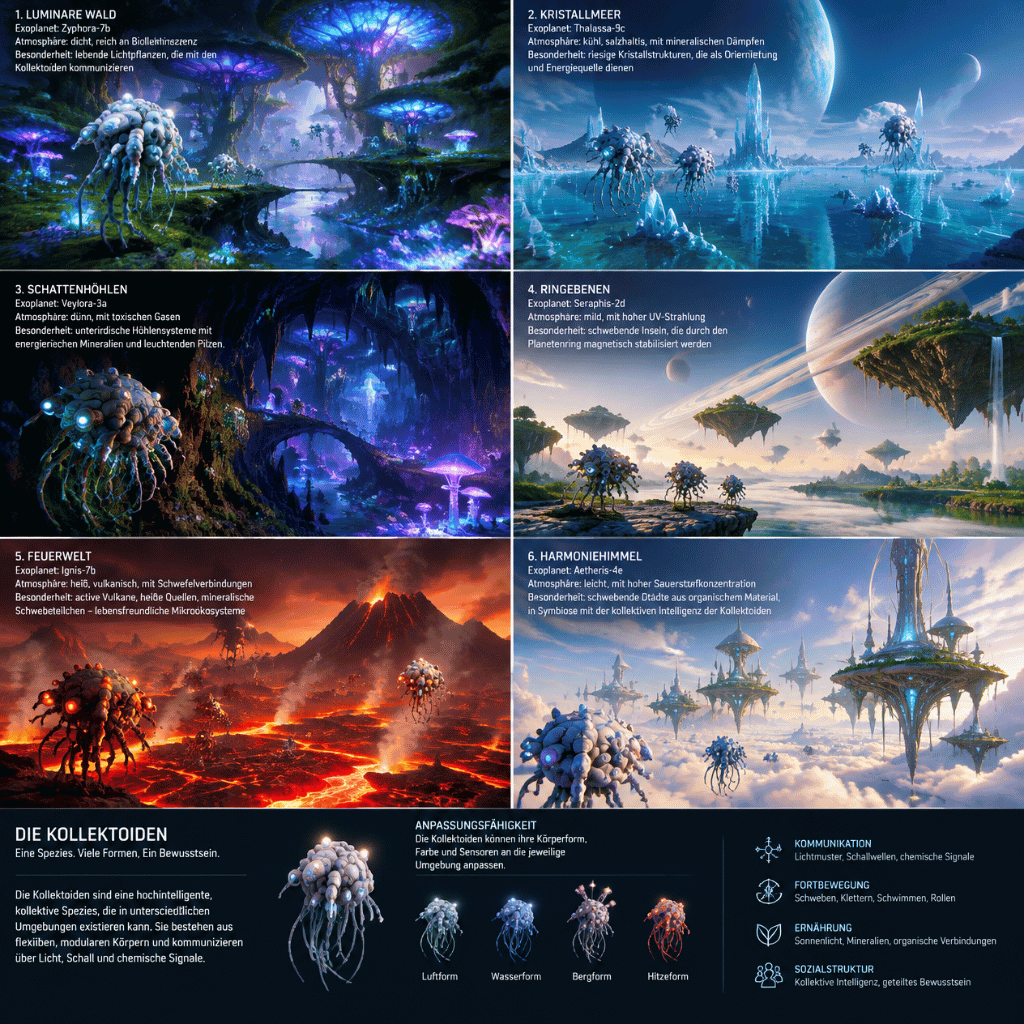 1. LUMINARE WALD
Exoplanet: Zyphora-7b
Atmosphäre: dicht, reich an Biollekhınszenz
Besonderheit: lebende Lichtpflanzen, die mit den
Kollektoiden kommunizieren
2. KRISTALLMEER
Exoplanet: Thalassa-9c
Atmosphäre: kühl, salzhaltis, mit mineralischen Dämpfen
Besonderheit: riesige Kristallstrukturen, die als Oriernietung
und Energiequelle dienen
3. SCHATTENHÖHLEN
Exoplanet: Veylora-3a
Atmosphäre: dünn, mit toxischen Gasen
Besonderheit: unterirdische Höhlensysteme mit
energiereichen Mineralien und leuchtenden Pilzen.
4. RINGEBENEN
Exoplanet: Seraphis-2d
Atmosphäre: mild, mit hoher UV-Strahlung
Besonderheit: schwebende Inseln, die durch den
Planetenring magnetisch stabilisiert werden
5. FEUERWELT
Exoplanet: Ignis-7b
Atmosphäre: heiß, vulkanisch, mit Schwefelverbindungen
Besonderheit: active Vulkane, heiße Quellen, mineralische
Schwebeteilchen – lebensfreundliche Mikrookosysteme
6. HARMONIEHIMMEL
Exoplanet: Aetheris-4e
Atmosphäre: leicht, mit hoher Sauerstoffkonzentration
Besonderheit: schwebende Dtädte aus organischem Material,
in Symbiose mit der kollektiven Intelligenz der Kollektoiden
DIE KOLLEKTOIDEN
Eine Spezies. Viele Formen, Ein Bewusstsein.
Die Kollektoiden sind eine hochintelligente,
kollektive Spezies, die in untersciedtlichen
Umgebungen existieren kann. Sie bestehen aus
flexiiben, modularen Körpern und kommunizieren
über Licht, Schall und chemische Signale.
ANPASSUNGSFÄHIGKEIT
Die Kollektoiden können ihre Körperform,
Farbe und Sensoren an die jeweilige
Umgebung anpassen.
Luftform
Wasserform
Bergform
Hitzeform
KOMMUNIKATION
Lichtmuster, Schallwellen, chemische Signale
FORTBEWEGUNG
Schweben, Klettern, Schwimmen, Rollen
ERNÄHRUNG
Sonnenlicht, Mineralien, organische Verbindungen
SOZIALSTRUKTUR
Kollektive Intelligenz, geteiltes Bewusstsein